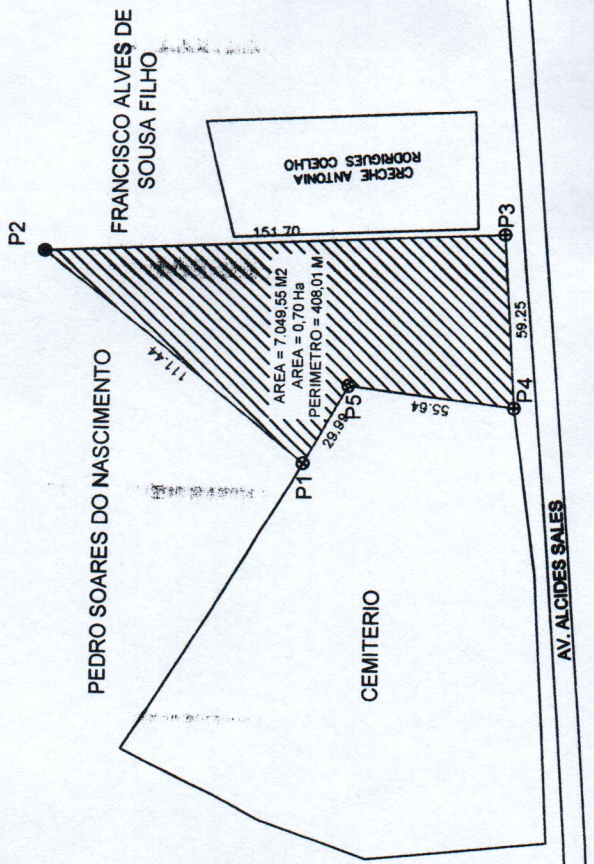 P2
FRANCISCO ALVES DE
SOUSA FILHO
PEDRO SOARES DO NASCIMENTO
111.44
151.70
CRECHE ANTONIA
RODRIGUES COELHO
AREA = 7.049,55 M2
AREA = 0,70 Ha
PERIMETRO = 408,01 M
P1
29.99
P5
55.64
P3
59.25
P4
CEMITERIO
AV. ALCIDES SALES